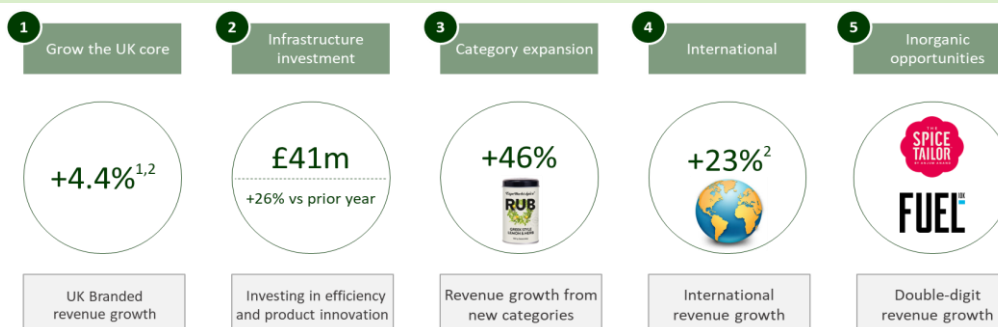 1
Grow the UK core
+4.4%1,2
UK Branded
revenue growth
2
Infrastructure
investment
£41m
+26% vs prior year
Investing in efficiency
and product innovation
3
Category expansion
+46%
RUB
Revenue growth from
new categories
4
International
+23%2
International
revenue growth
5
Inorganic
opportunities
THE
SPICE
TAILOR
FUEL
Double-digit
revenue growth